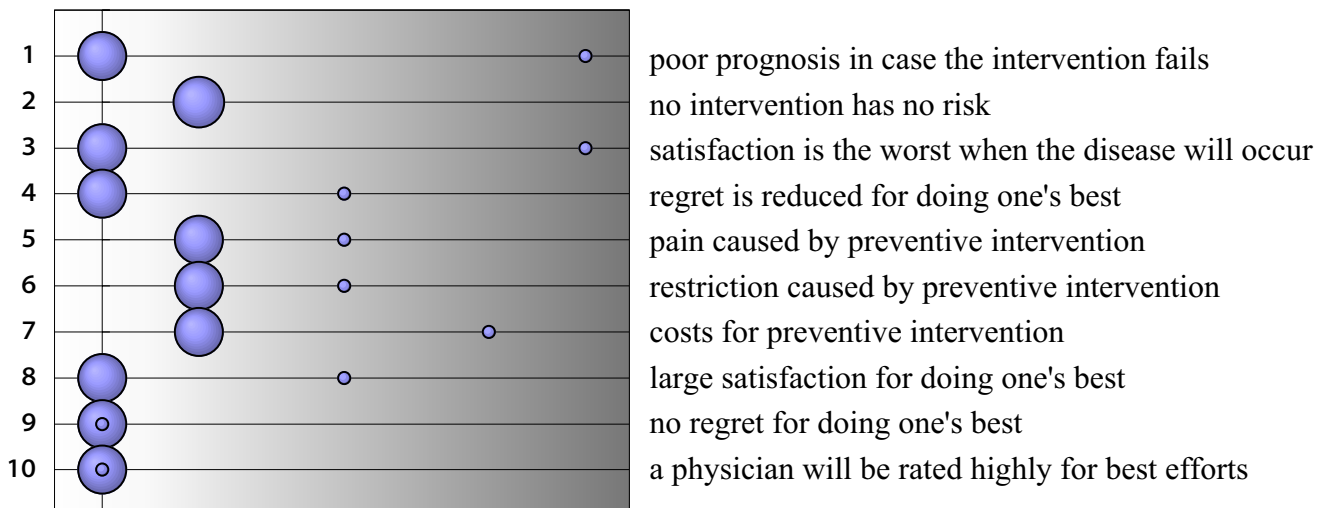 1 poor prognosis in case the intervention fails
2 no intervention has no risk
3 satisfaction is the worst when the disease will occur
4 regret is reduced for doing one's best
5 pain caused by preventive intervention
6 restriction caused by preventive intervention
7 costs for preventive intervention
8 large satisfaction for doing one's best
9 no regret for doing one's best
10 a physician will be rated highly for best efforts